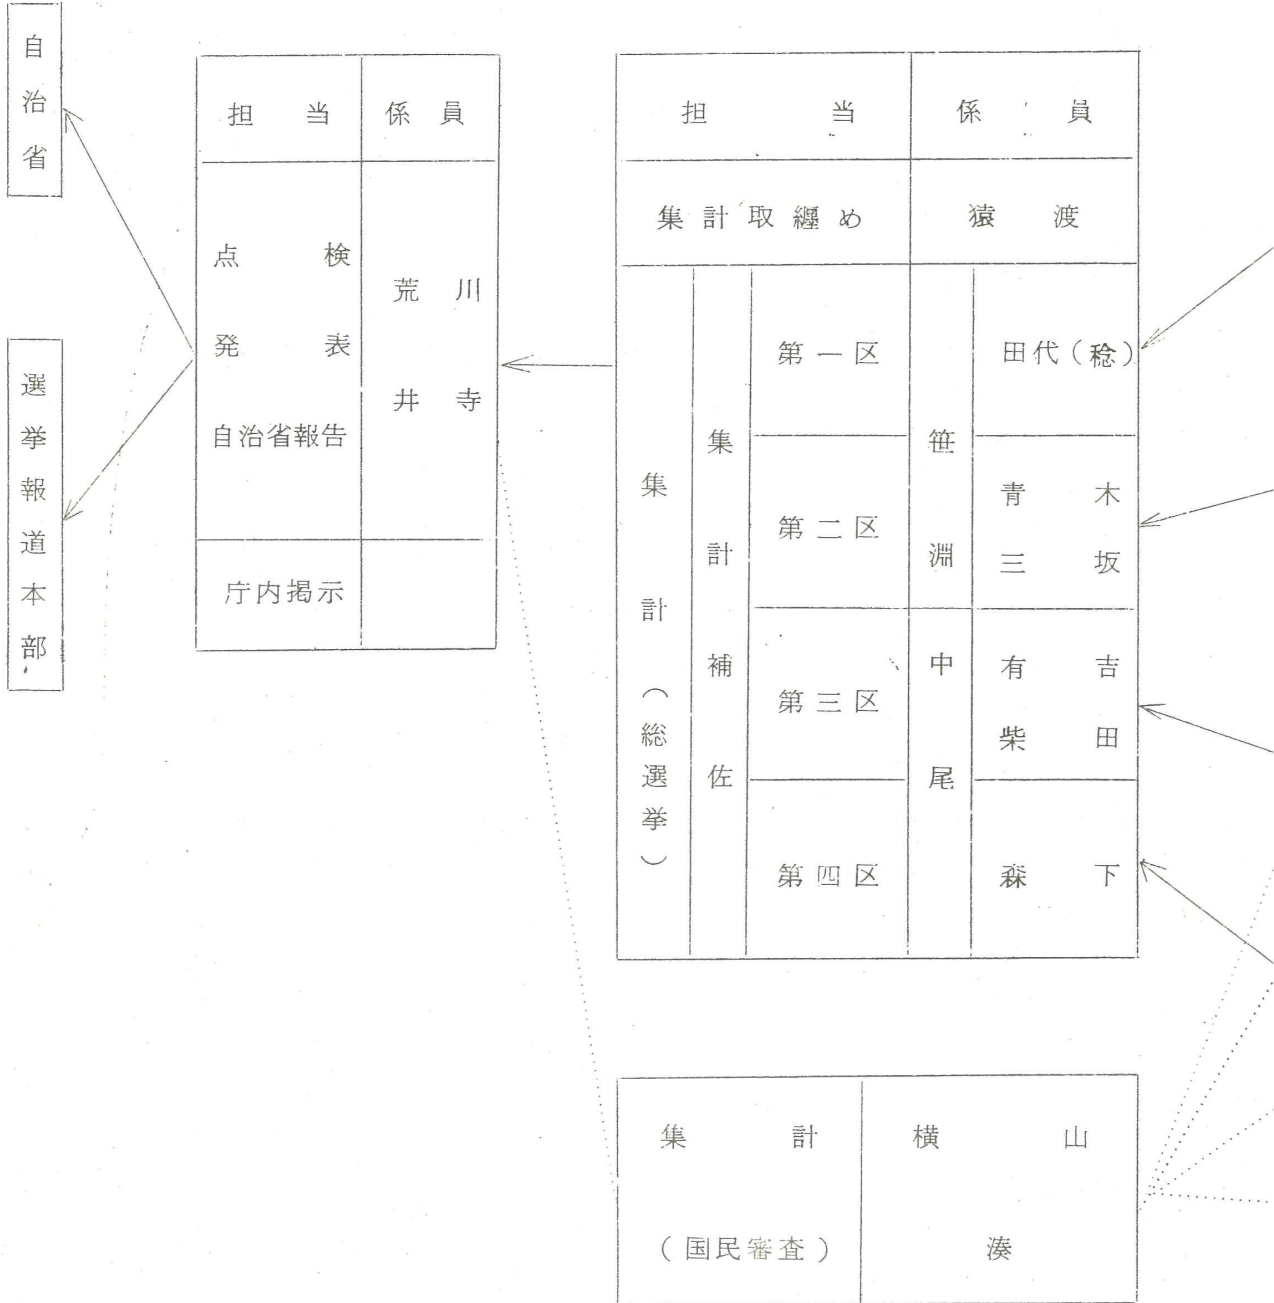 自治省
選挙報道本部
担当 係員
点検
発表
自治省報告
荒川
井寺
庁内掲示
担当 係員
集計取纒め 猿渡
集計（総選挙）
集計補佐
第一区
第二区
第三区
第四区
笹淵
中尾
田代（稔）
青木
三坂
有吉
柴田
森下
集計
（国民審査）
横山
湊